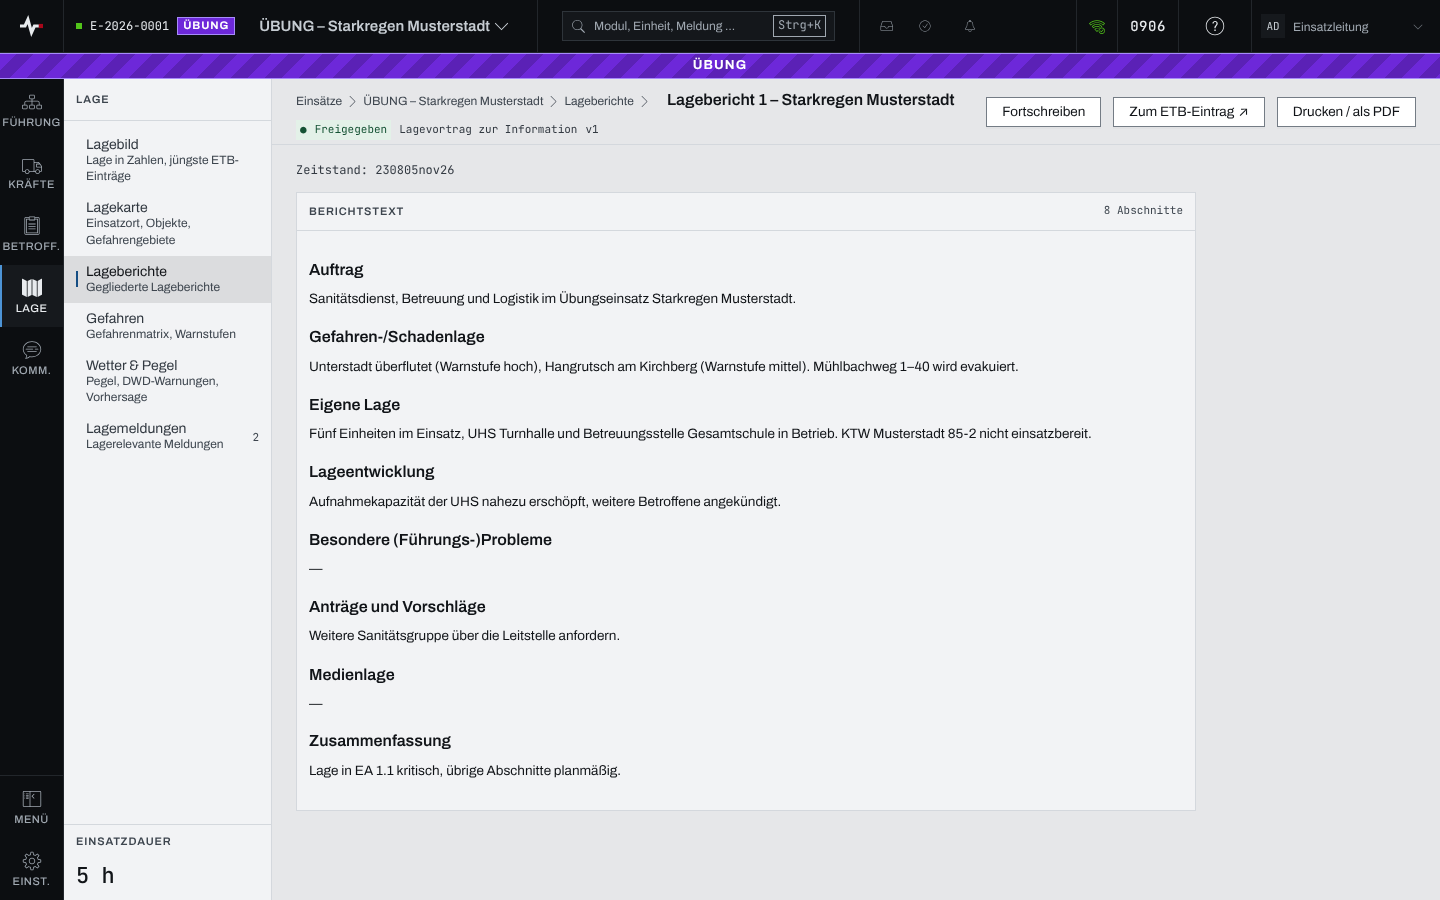 E-2026-0001 ÜBUNG ÜBUNG – Starkregen Musterstadt Modul, Einheit, Meldung ... Strg+K 0906 AD Einsatzleitung
ÜBUNG
FÜHRUNG
KRÄFTE
BETROFF.
LAGE
KOMM.
MENÜ
EINST.
LAGE
Lagebild
Lage in Zahlen, jüngste ETB-
Einträge
Lagekarte
Einsatzort, Objekte,
Gefahrengebiete
Lageberichte
Gegliederte Lageberichte
Gefahren
Gefahrenmatrix, Warnstufen
Wetter & Pegel
Pegel, DWD-Warnungen,
Vorhersage
Lagemeldungen 2
Lagerelevante Meldungen
EINSATZDAUER
5 h
Einsätze ÜBUNG – Starkregen Musterstadt Lageberichte Lagebericht 1 – Starkregen Musterstadt
Freigegeben Lagevortrag zur Information v1
Fortschreiben Zum ETB-Eintrag ↗ Drucken / als PDF
Zeitstand: 230805nov26
BERICHTSTEXT 8 Abschnitte
Auftrag
Sanitätsdienst, Betreuung und Logistik im Übungseinsatz Starkregen Musterstadt.
Gefahren-/Schadenlage
Unterstadt überflutet (Warnstufe hoch), Hangrutsch am Kirchberg (Warnstufe mittel). Mühlbachweg 1–40 wird evakuiert.
Eigene Lage
Fünf Einheiten im Einsatz, UHS Turnhalle und Betreuungsstelle Gesamtschule in Betrieb. KTW Musterstadt 85-2 nicht einsatzbereit.
Lageentwicklung
Aufnahmekapazität der UHS nahezu erschöpft, weitere Betroffene angekündigt.
Besondere (Führungs-)Probleme
—
Anträge und Vorschläge
Weitere Sanitätsgruppe über die Leitstelle anfordern.
Medienlage
—
Zusammenfassung
Lage in EA 1.1 kritisch, übrige Abschnitte planmäßig.